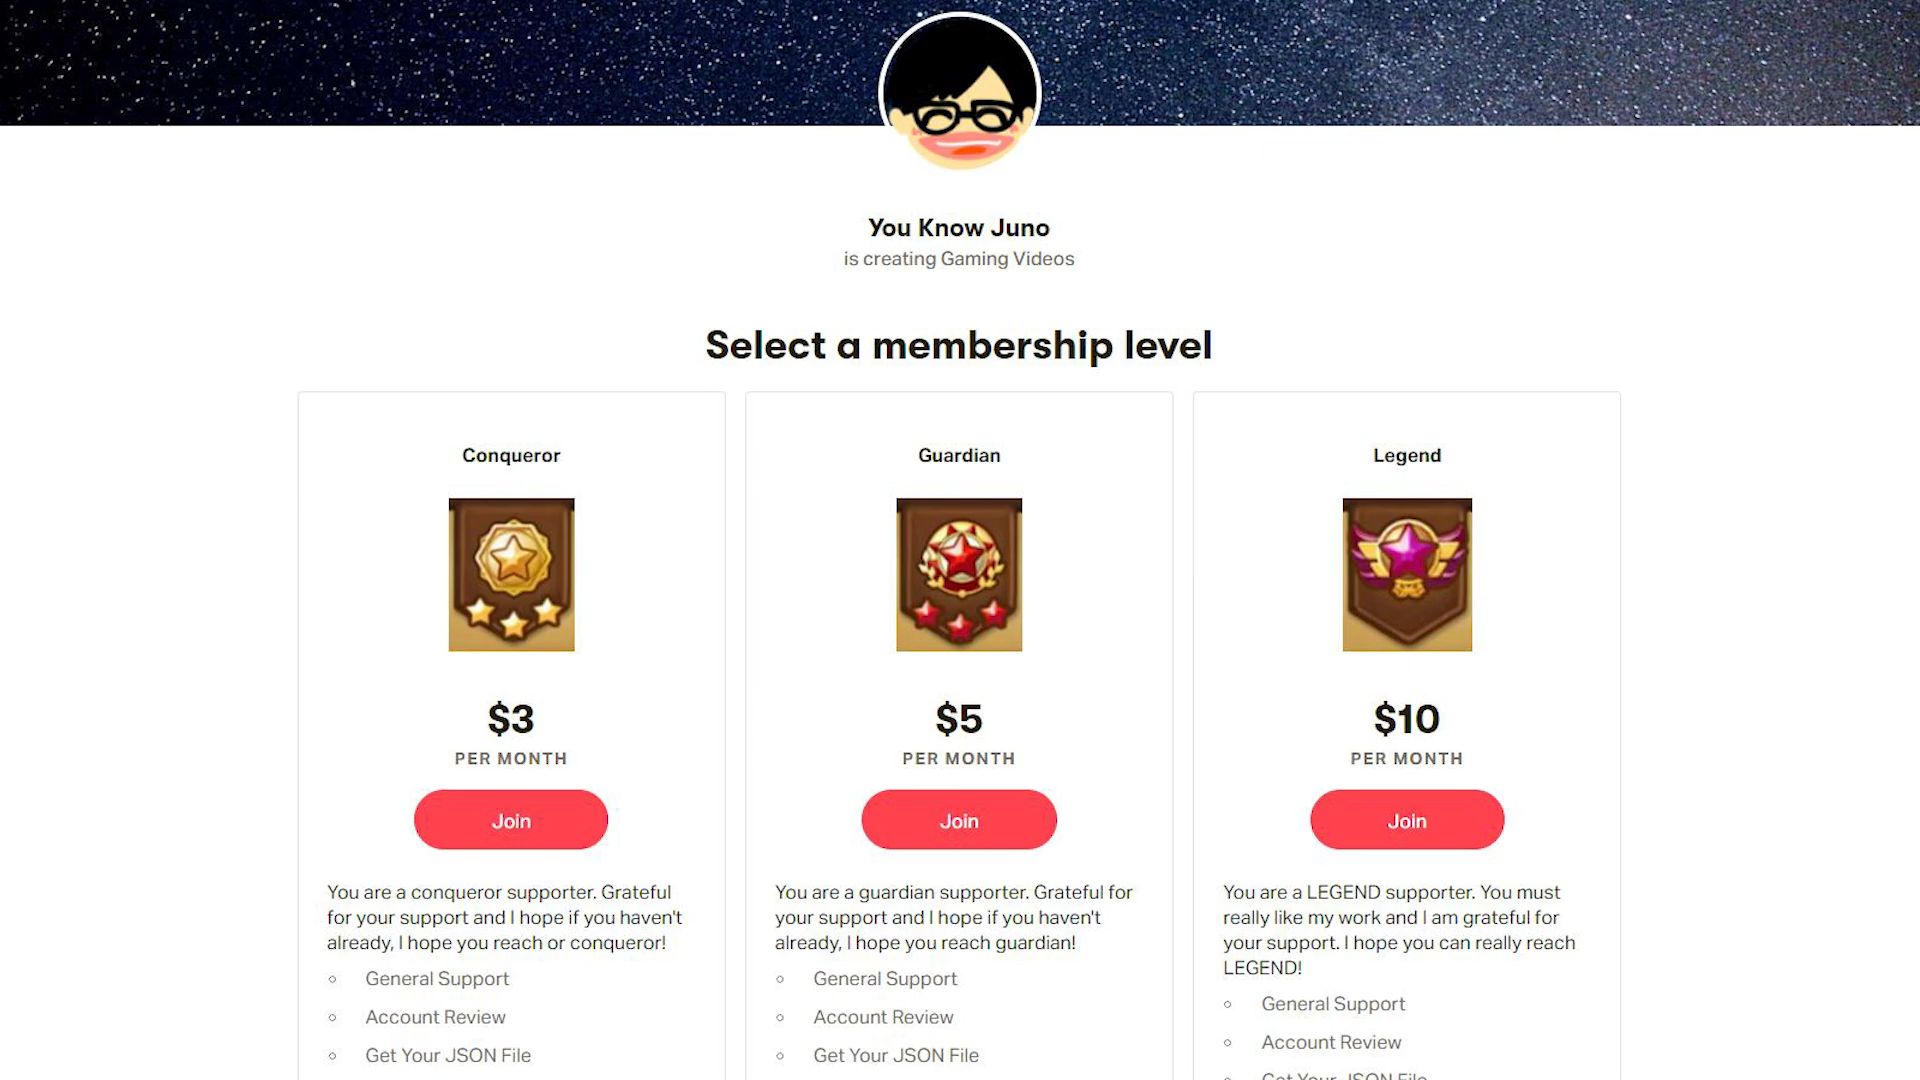 You Know Juno
is creating Gaming Videos
Select a membership level
Conqueror
$3
PER MONTH
Join
You are a conqueror supporter. Grateful
for your support and I hope if you haven't
already, I hope you reach or conqueror!
General Support
Account Review
Get Your JSON File
Guardian
$5
PER MONTH
Join
You are a guardian supporter. Grateful for
your support and I hope if you haven't
already, I hope you reach guardian!
General Support
Account Review
Get Your JSON File
Legend
$10
PER MONTH
Join
You are a LEGEND supporter. You must
really like my work and I am grateful for
your support. I hope you can really reach
LEGEND!
General Support
Account Review
Get Your JSON File